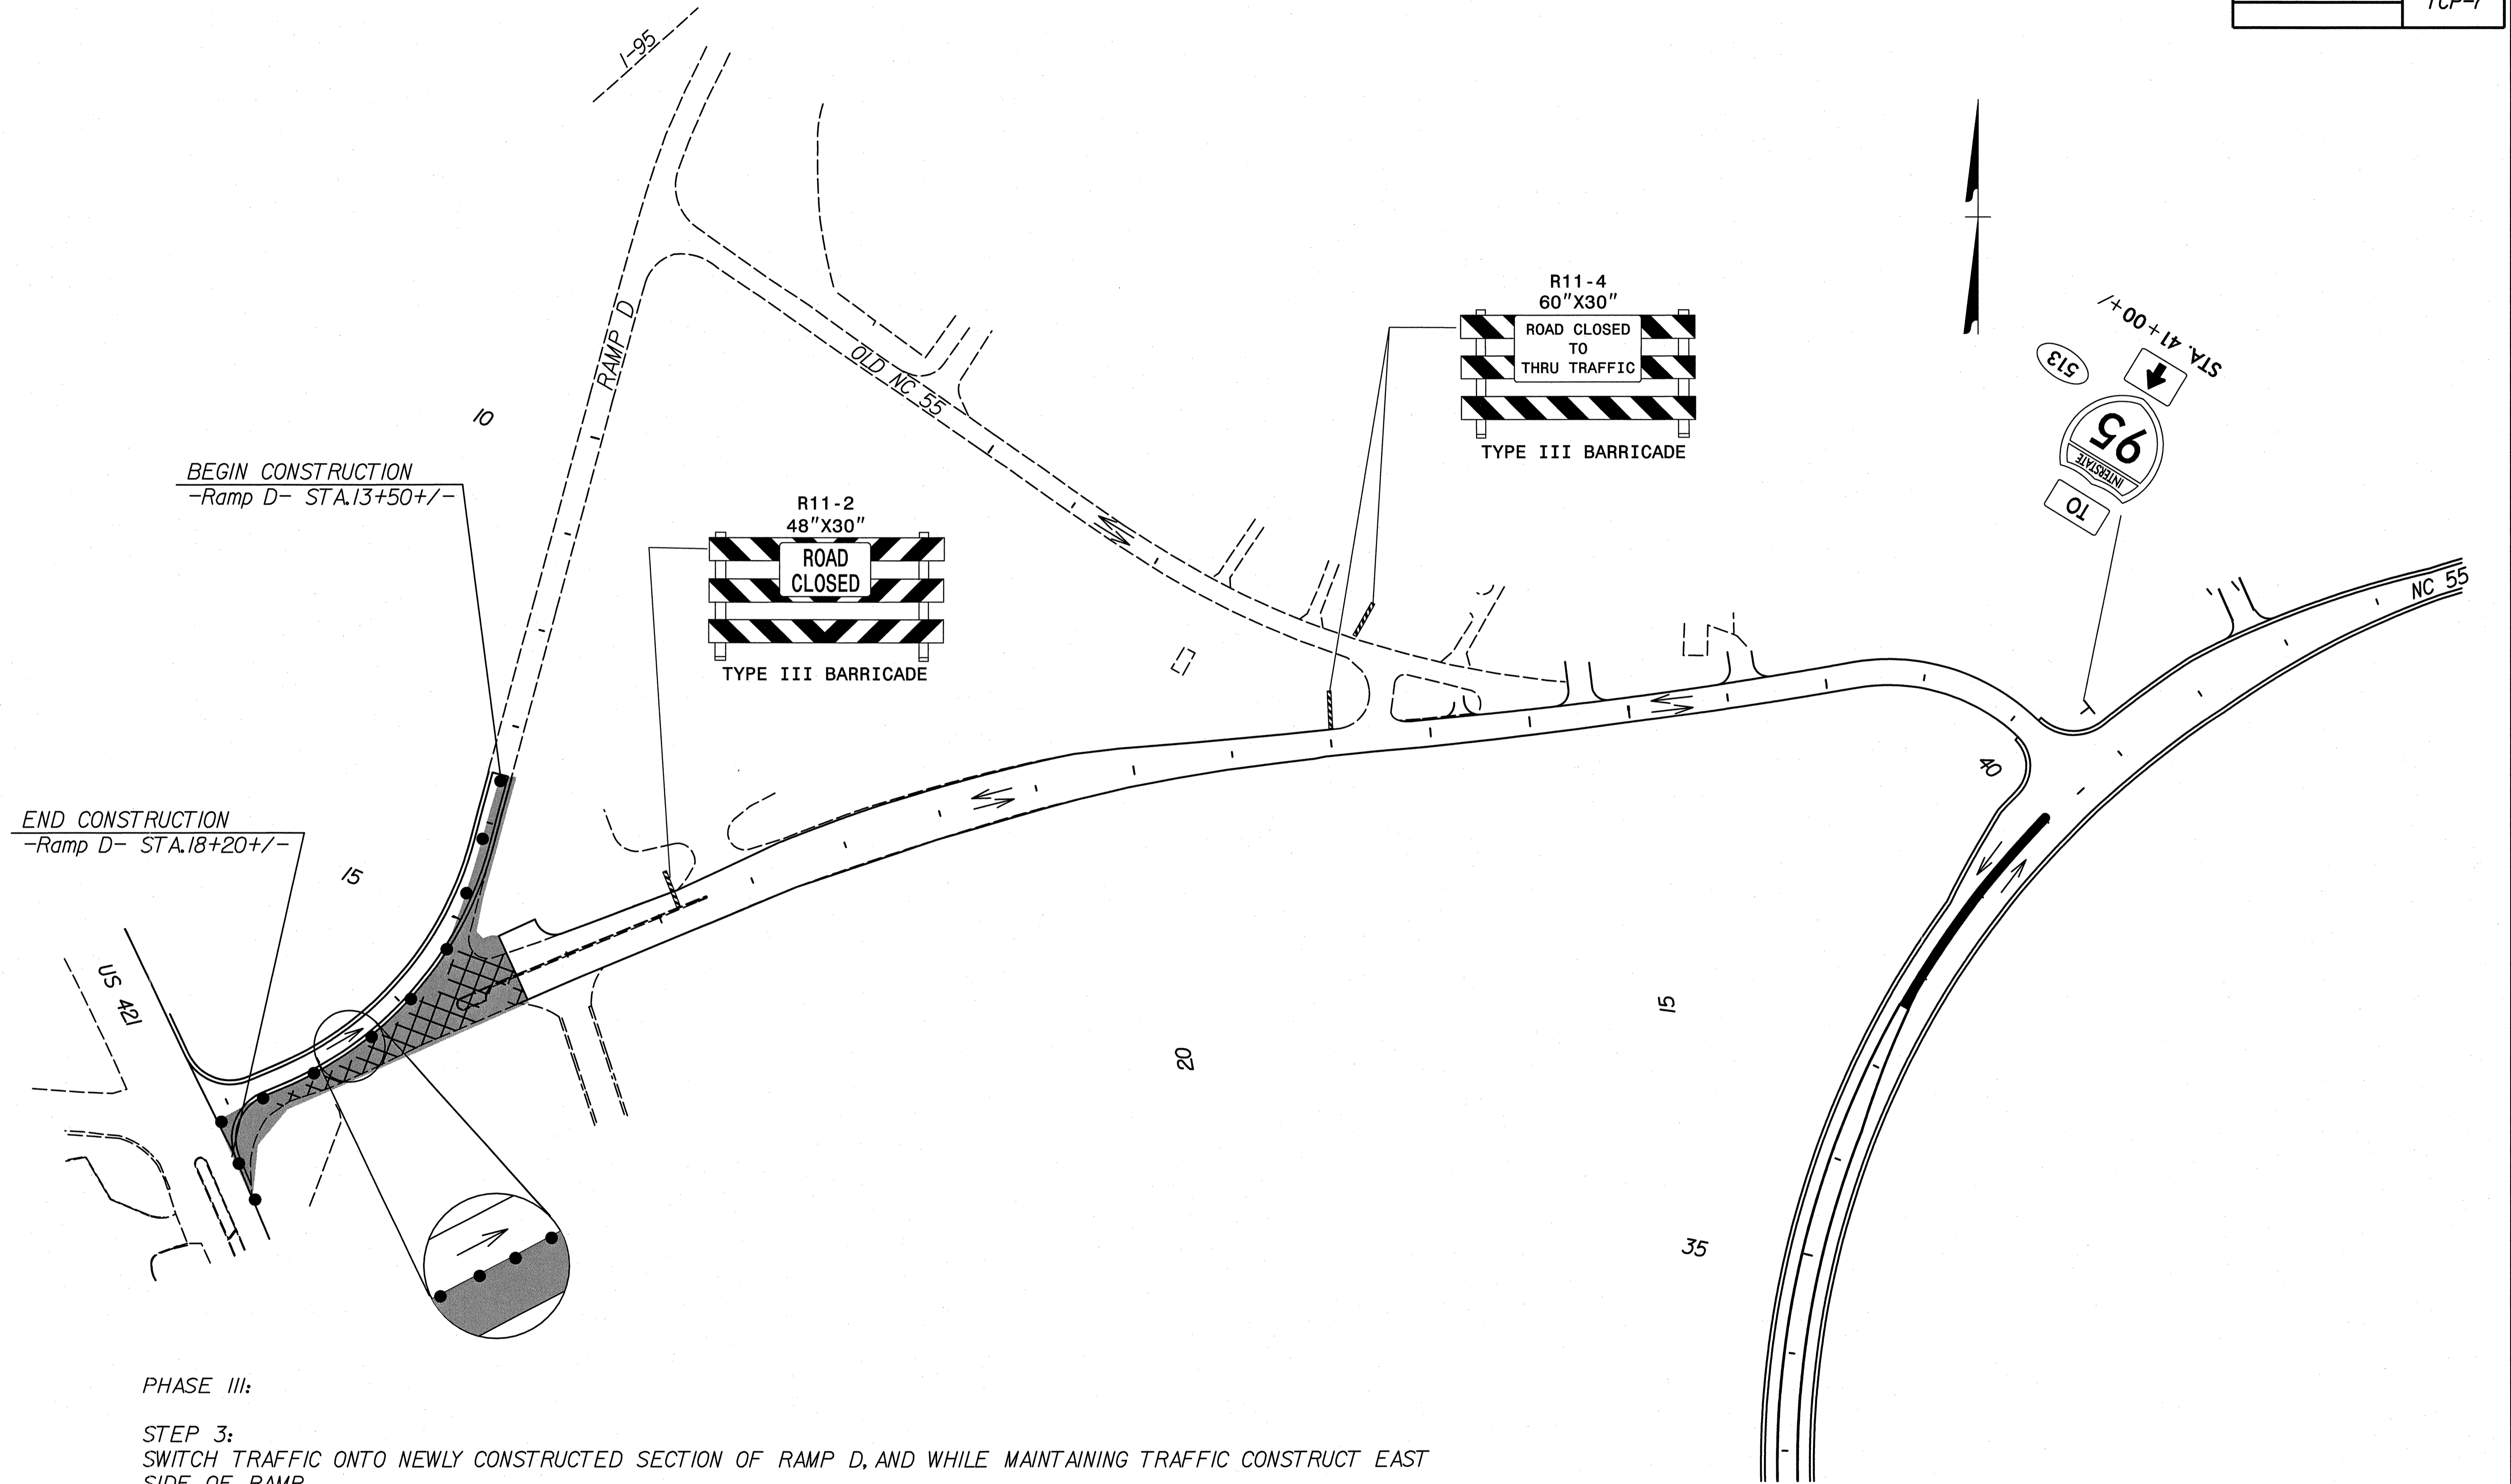 TCP-7
I-95
RAMP D
OLD NC 55
10
BEGIN CONSTRUCTION
-Ramp D- STA.13+50+/-
R11-2
48"X30"
ROAD
CLOSED
TYPE III BARRICADE
R11-4
60"X30"
ROAD CLOSED
TO
THRU TRAFFIC
TYPE III BARRICADE
STA. 41+00+/
513
INTERSTATE
95
TO
NC 55
END CONSTRUCTION
-Ramp D- STA.18+20+/-
15
40
US 421
15
20
35
PHASE III:
STEP 3:
SWITCH TRAFFIC ONTO NEWLY CONSTRUCTED SECTION OF RAMP D, AND WHILE MAINTAINING TRAFFIC CONSTRUCT EAST
SIDE OF RAMP